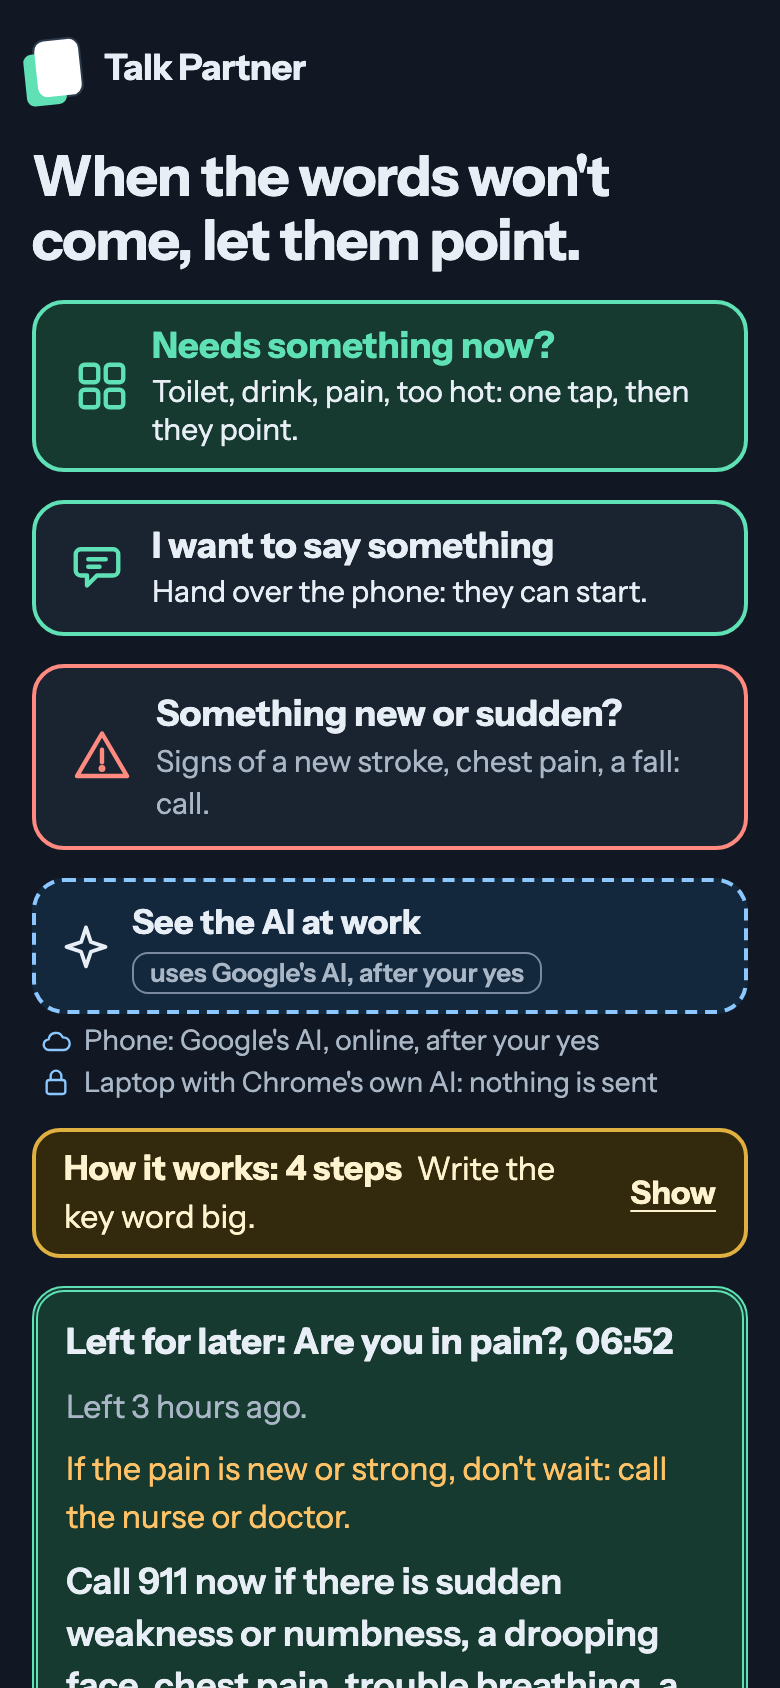 Talk Partner
When the words won't
come, let them point.
Needs something now?
Toilet, drink, pain, too hot: one tap, then
they point.
I want to say something
Hand over the phone: they can start.
Something new or sudden?
Signs of a new stroke, chest pain, a fall:
call.
See the AI at work
uses Google's AI, after your yes
Phone: Google's AI, online, after your yes
Laptop with Chrome's own AI: nothing is sent
How it works: 4 steps Write the
key word big.
Show
Left for later: Are you in pain?, 06:52
Left 3 hours ago.
If the pain is new or strong, don't wait: call
the nurse or doctor.
Call 911 now if there is sudden
weakness or numbness, a drooping
face, chest pain, trouble breathing, a